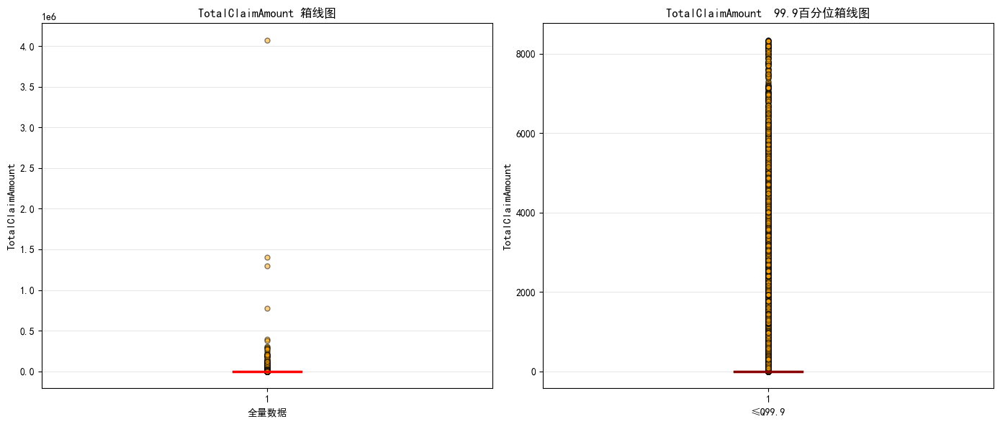 TotalClaimAmount 箱线图
1e6
4.0
3.5
3.0
2.5
2.0
1.5
1.0
0.5
0.0
TotalClaimAmount
1
全量数据
TotalClaimAmount 99.9百分位箱线图
8000
6000
4000
2000
0
TotalClaimAmount
1
≤Q99.9